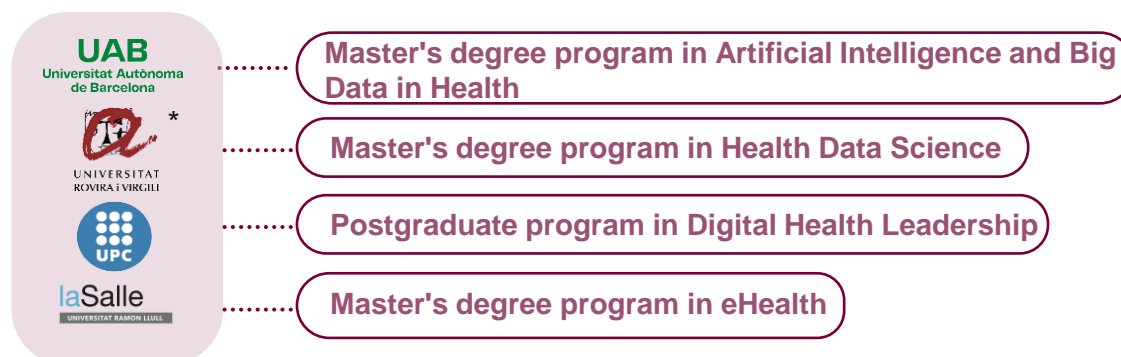 UAB
Universitat Autònoma
de Barcelona
Master's degree program in Artificial Intelligence and Big
Data in Health
*
UNIVERSITAT
ROVIRA i VIRGILI
Master's degree program in Health Data Science
UPC
Postgraduate program in Digital Health Leadership
laSalle
UNIVERSITAT RAMON LLULL
Master's degree program in eHealth